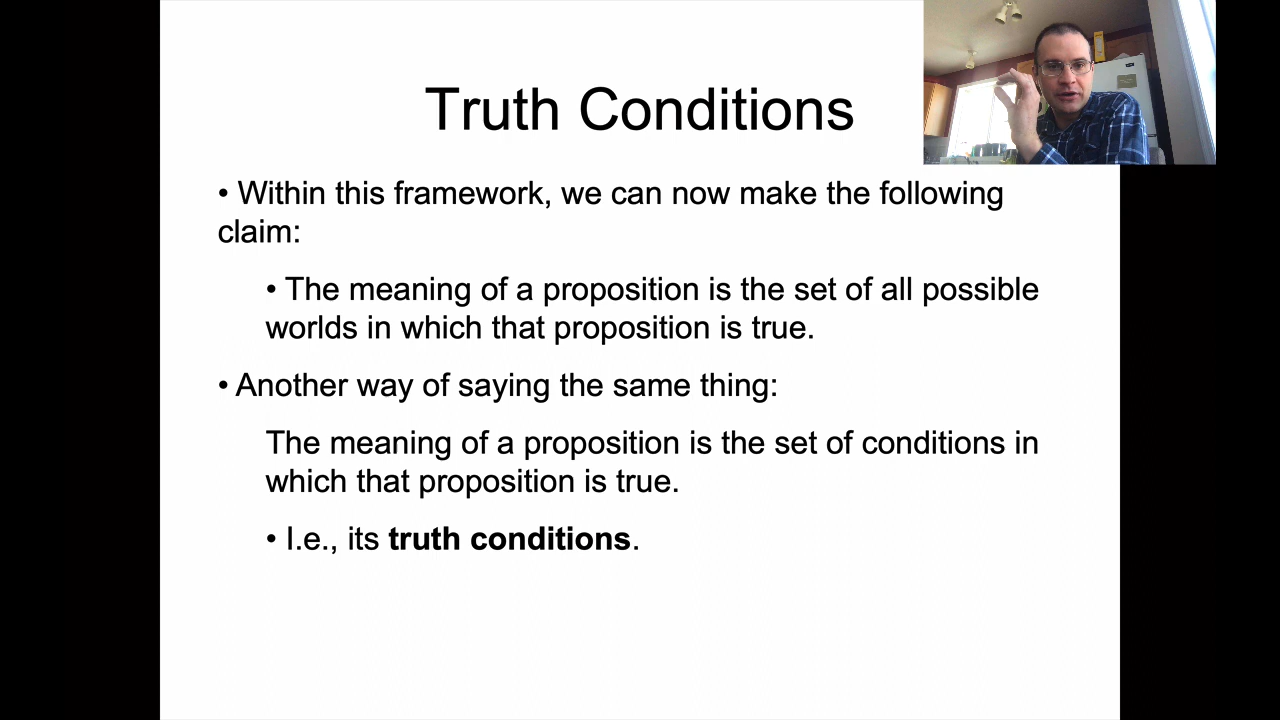 Truth Conditions
• Within this framework, we can now make the following
claim:
• The meaning of a proposition is the set of all possible
worlds in which that proposition is true.
• Another way of saying the same thing:
The meaning of a proposition is the set of conditions in
which that proposition is true.
• I.e., its truth conditions.